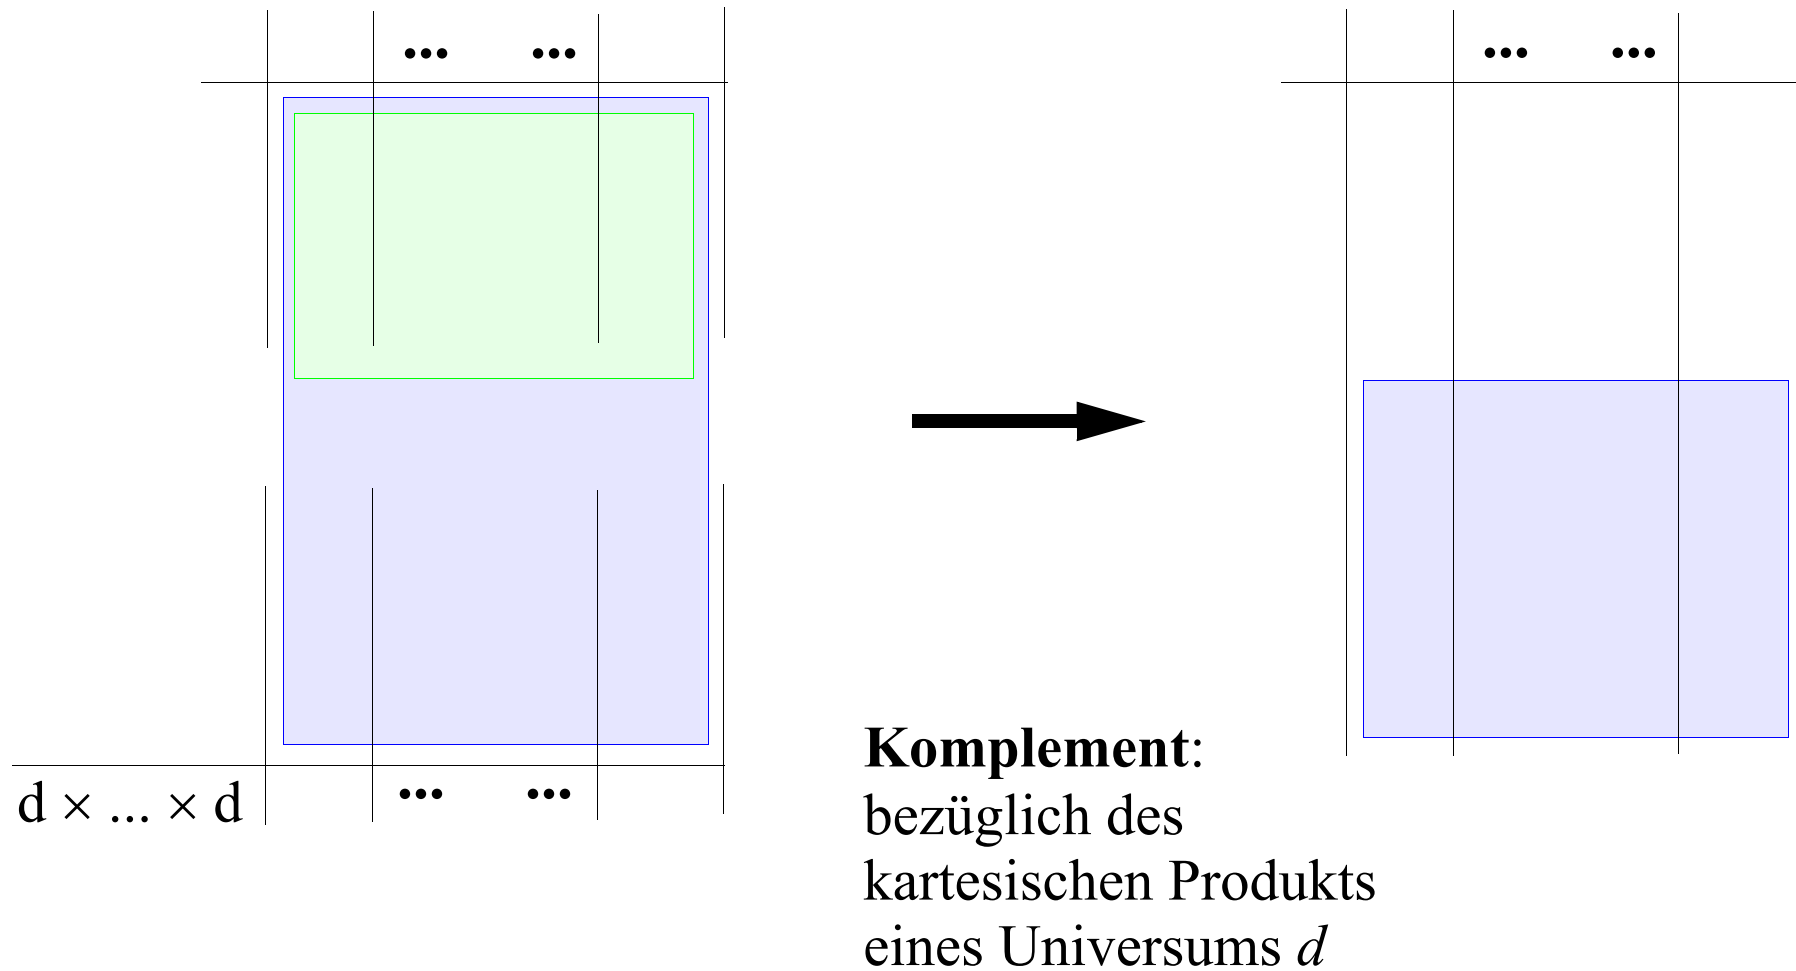 ... ...
... ...
d × ... × d
... ...
Komplement:
bezüglich des
kartesischen Produkts
eines Universums d